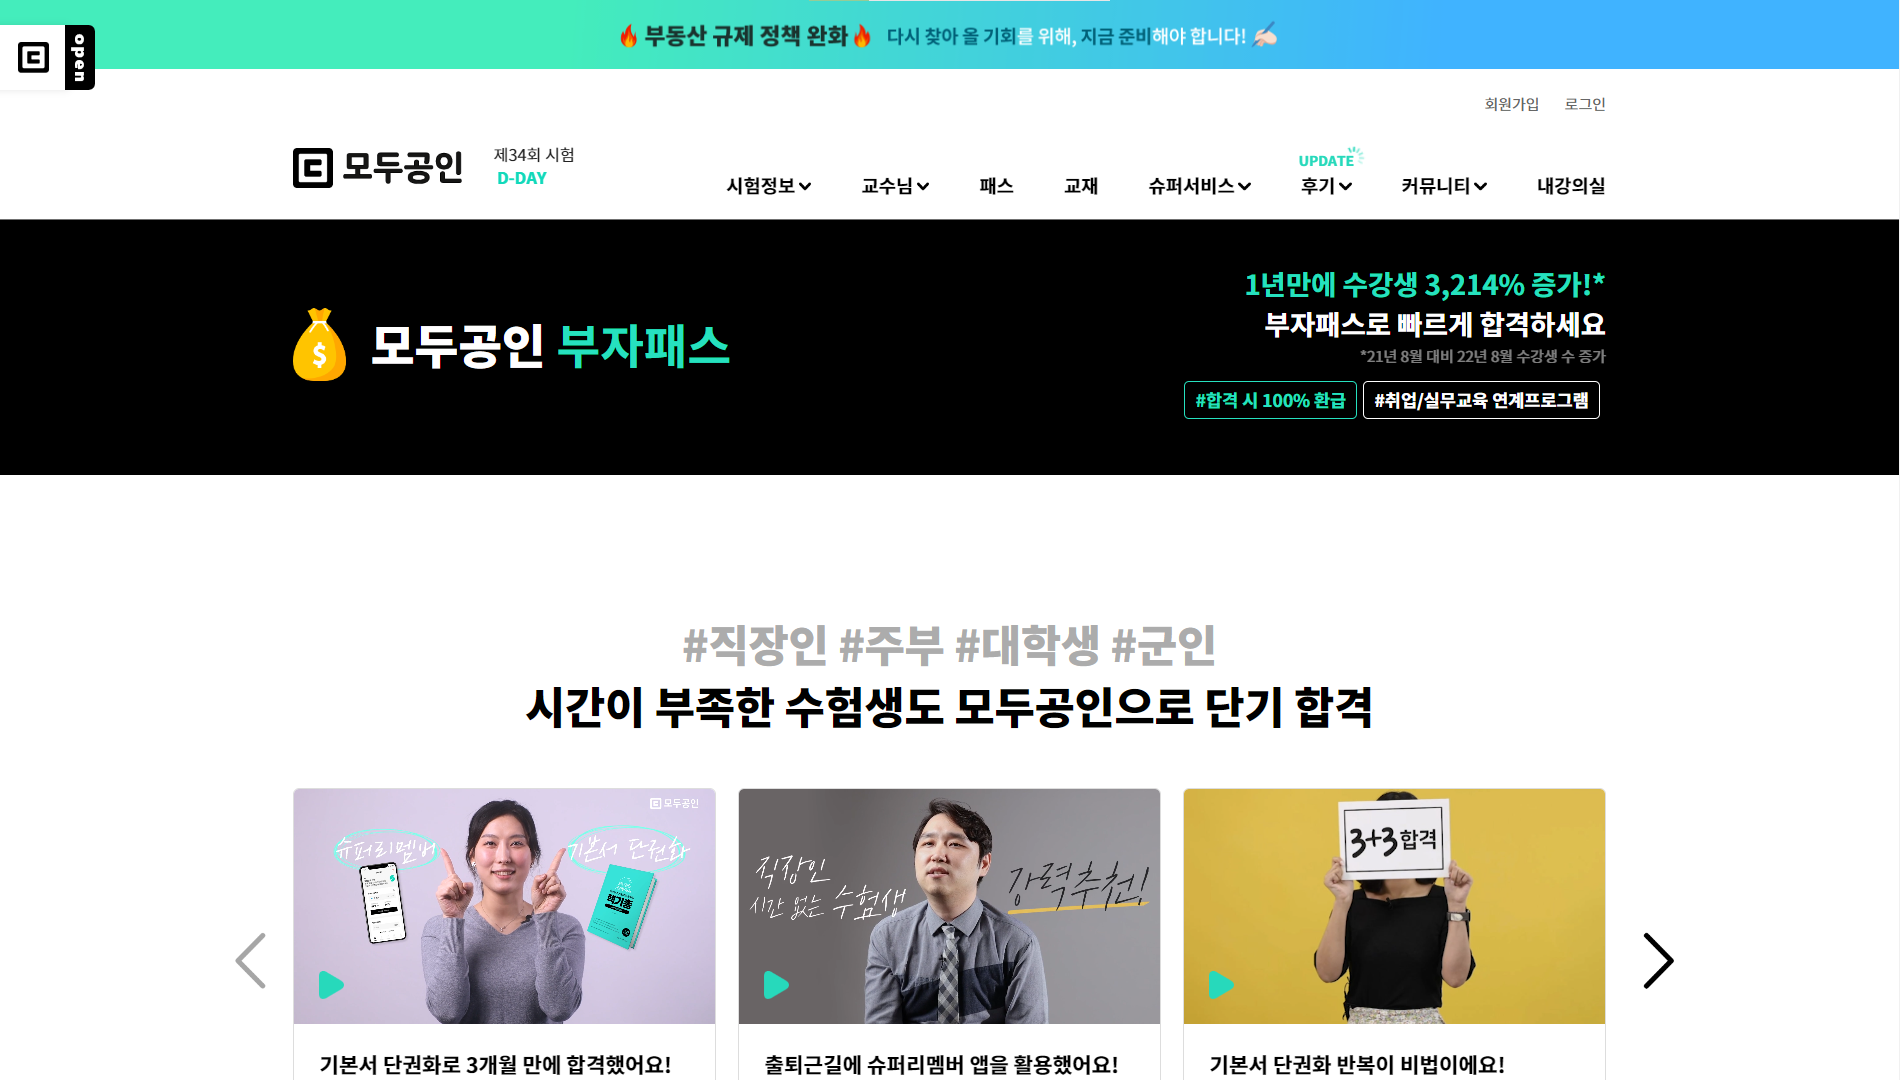 부동산 규제 정책 완화 다시 찾아 올 기회를 위해, 지금 준비해야 합니다!
open
회원가입 로그인
모두공인
제34회 시험
D-DAY
UPDATE
시험정보 교수님 패스 교재 슈퍼서비스 후기 커뮤니티 내강의실
모두공인 부자패스
1년만에 수강생 3,214% 증가!*
부자패스로 빠르게 합격하세요
*21년 8월 대비 22년 8월 수강생 수 증가
#합격 시 100% 환급 #취업/실무교육 연계프로그램
#직장인 #주부 #대학생 #군인
시간이 부족한 수험생도 모두공인으로 단기 합격
모두공인
슈퍼리멤버
기본서 단권화
핵기총
직장인
시간 없는 수험생
강력추천!
3+3 합격
기본서 단권화로 3개월 만에 합격했어요!
출퇴근길에 슈퍼리멤버 앱을 활용했어요!
기본서 단권화 반복이 비법이에요!